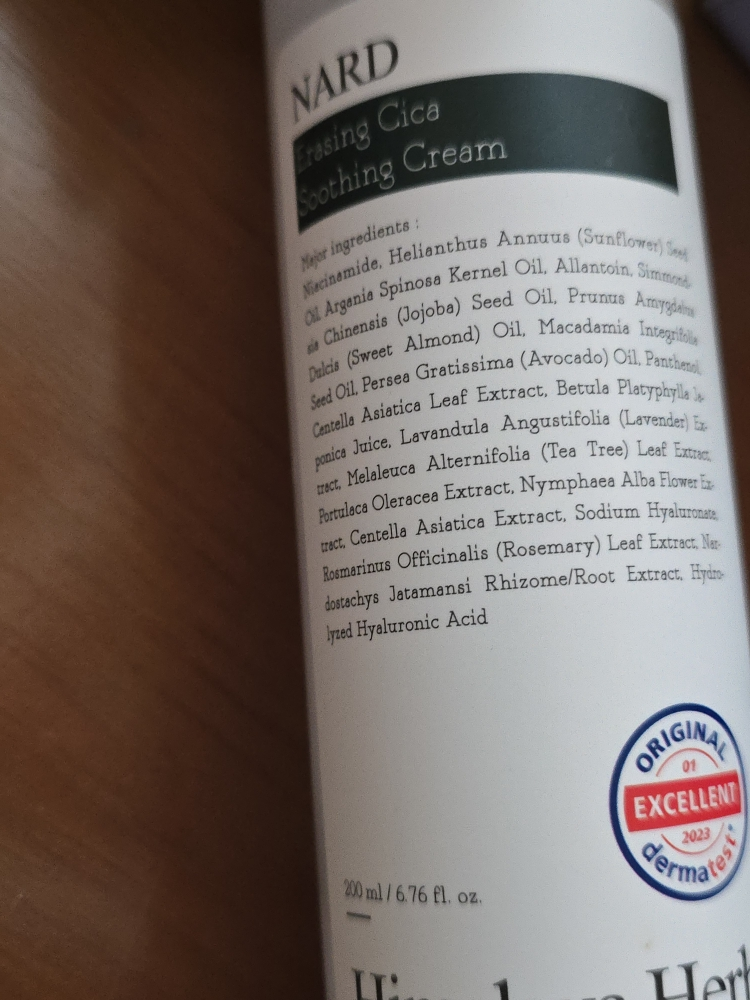 NARD
Erasing Cica
Soothing Cream
Major ingredients :
Niacinamide, Helianthus Annuus (Sunflower) Seed
Oil, Argania Spinosa Kernel Oil, Allantoin, Simmond-
sia Chinensis (Jojoba) Seed Oil, Prunus Amygdalus
Dulcis (Sweet Almond) Oil, Macadamia Integrifolia
Seed Oil, Persea Gratissima (Avocado) Oil, Panthenol,
Centella Asiatica Leaf Extract, Betula Platyphylla Ja-
ponica Juice, Lavandula Angustifolia (Lavender) Ex-
tract, Melaleuca Alternifolia (Tea Tree) Leaf Extract,
Portulaca Oleracea Extract, Nymphaea Alba Flower Ex-
tract, Centella Asiatica Extract, Sodium Hyaluronate,
Rosmarinus Officinalis (Rosemary) Leaf Extract, Nar-
dostachys Jatamansi Rhizome/Root Extract, Hydro-
lyzed Hyaluronic Acid
ORIGINAL
01
EXCELLENT
2023
dermatest
200 ml / 6.76 fl. oz.